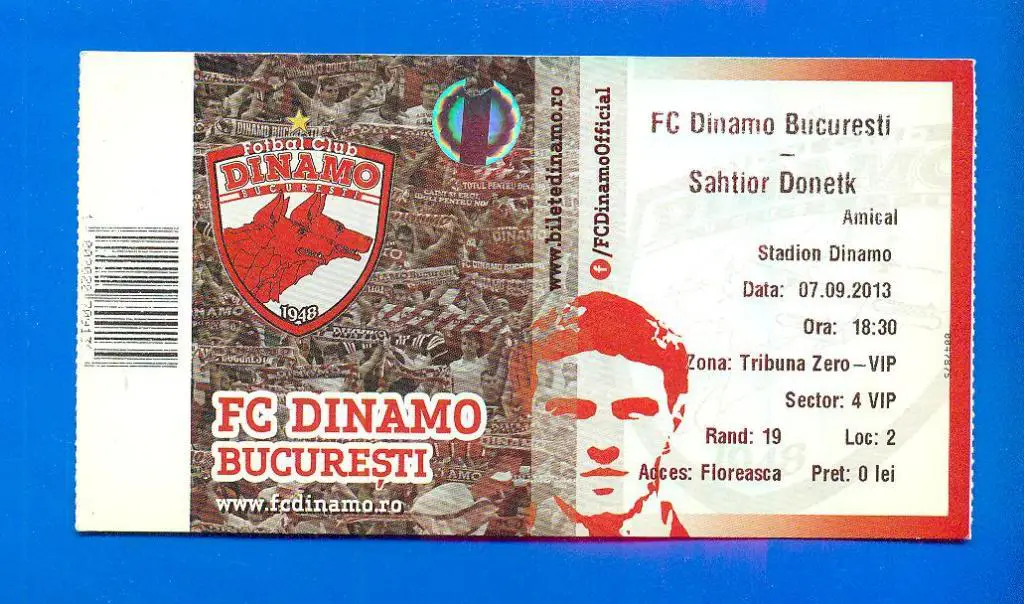 Fotbal Club
DINAMO
BUCURESTI
1948
FC DINAMO
BUCUREȘTI
www.fcdinamo.ro
www.biletedinamo.ro
/FCDinamoOfficial
FC Dinamo Bucuresti
–
Sahtior Donetk
Amical
Stadion Dinamo
Data: 07.09.2013
Ora: 18:30
Zona: Tribuna Zero-VIP
Sector: 4 VIP
Rand: 19 Loc: 2
Acces: Floreasca Pret: 0 lei